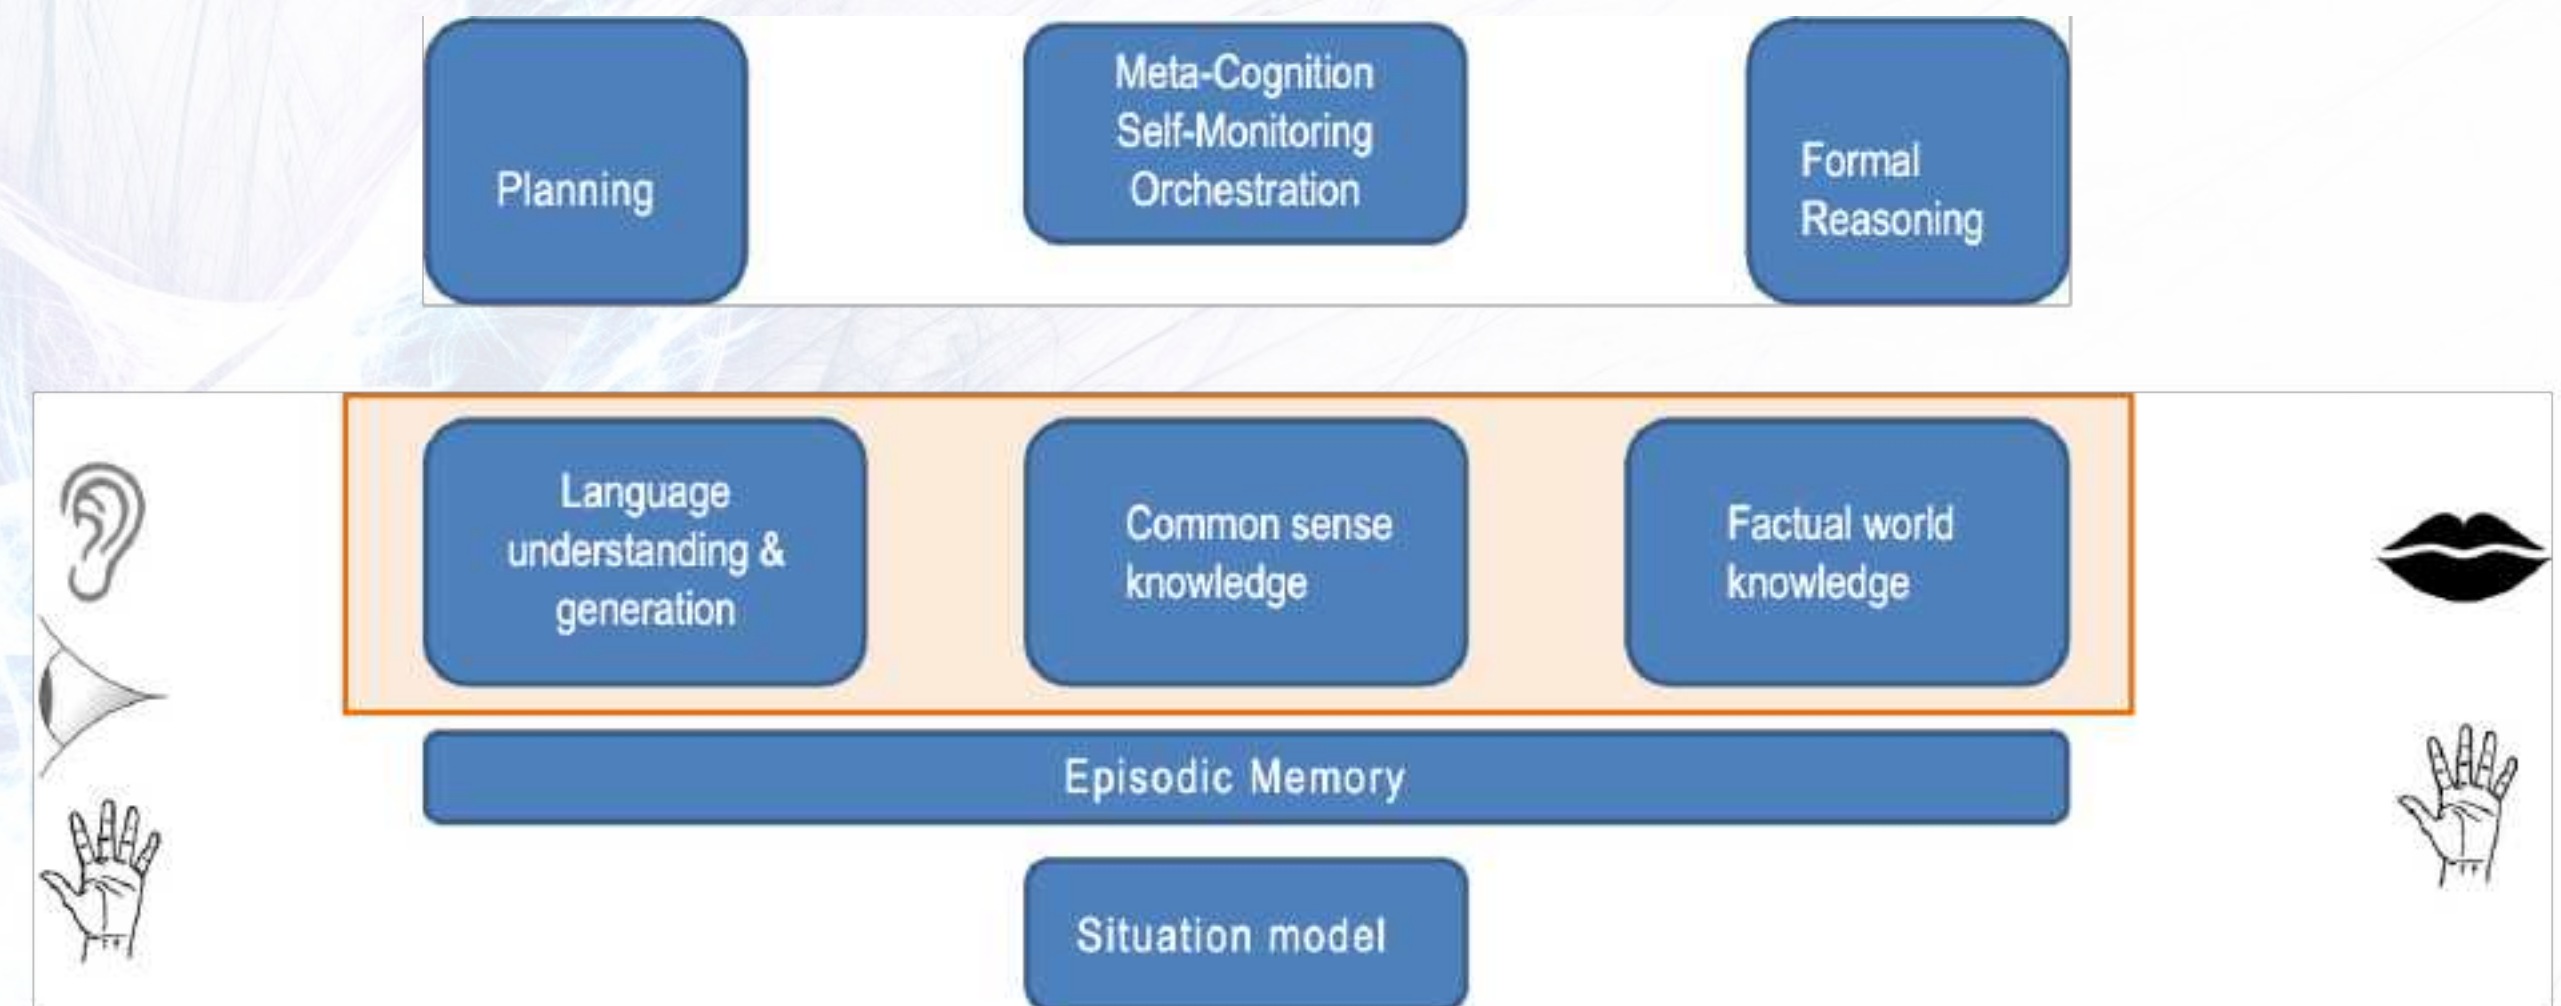 Planning
Meta-Cognition
Self-Monitoring
Orchestration
Formal
Reasoning
Language
understanding &
generation
Common sense
knowledge
Factual world
knowledge
Episodic Memory
Situation model